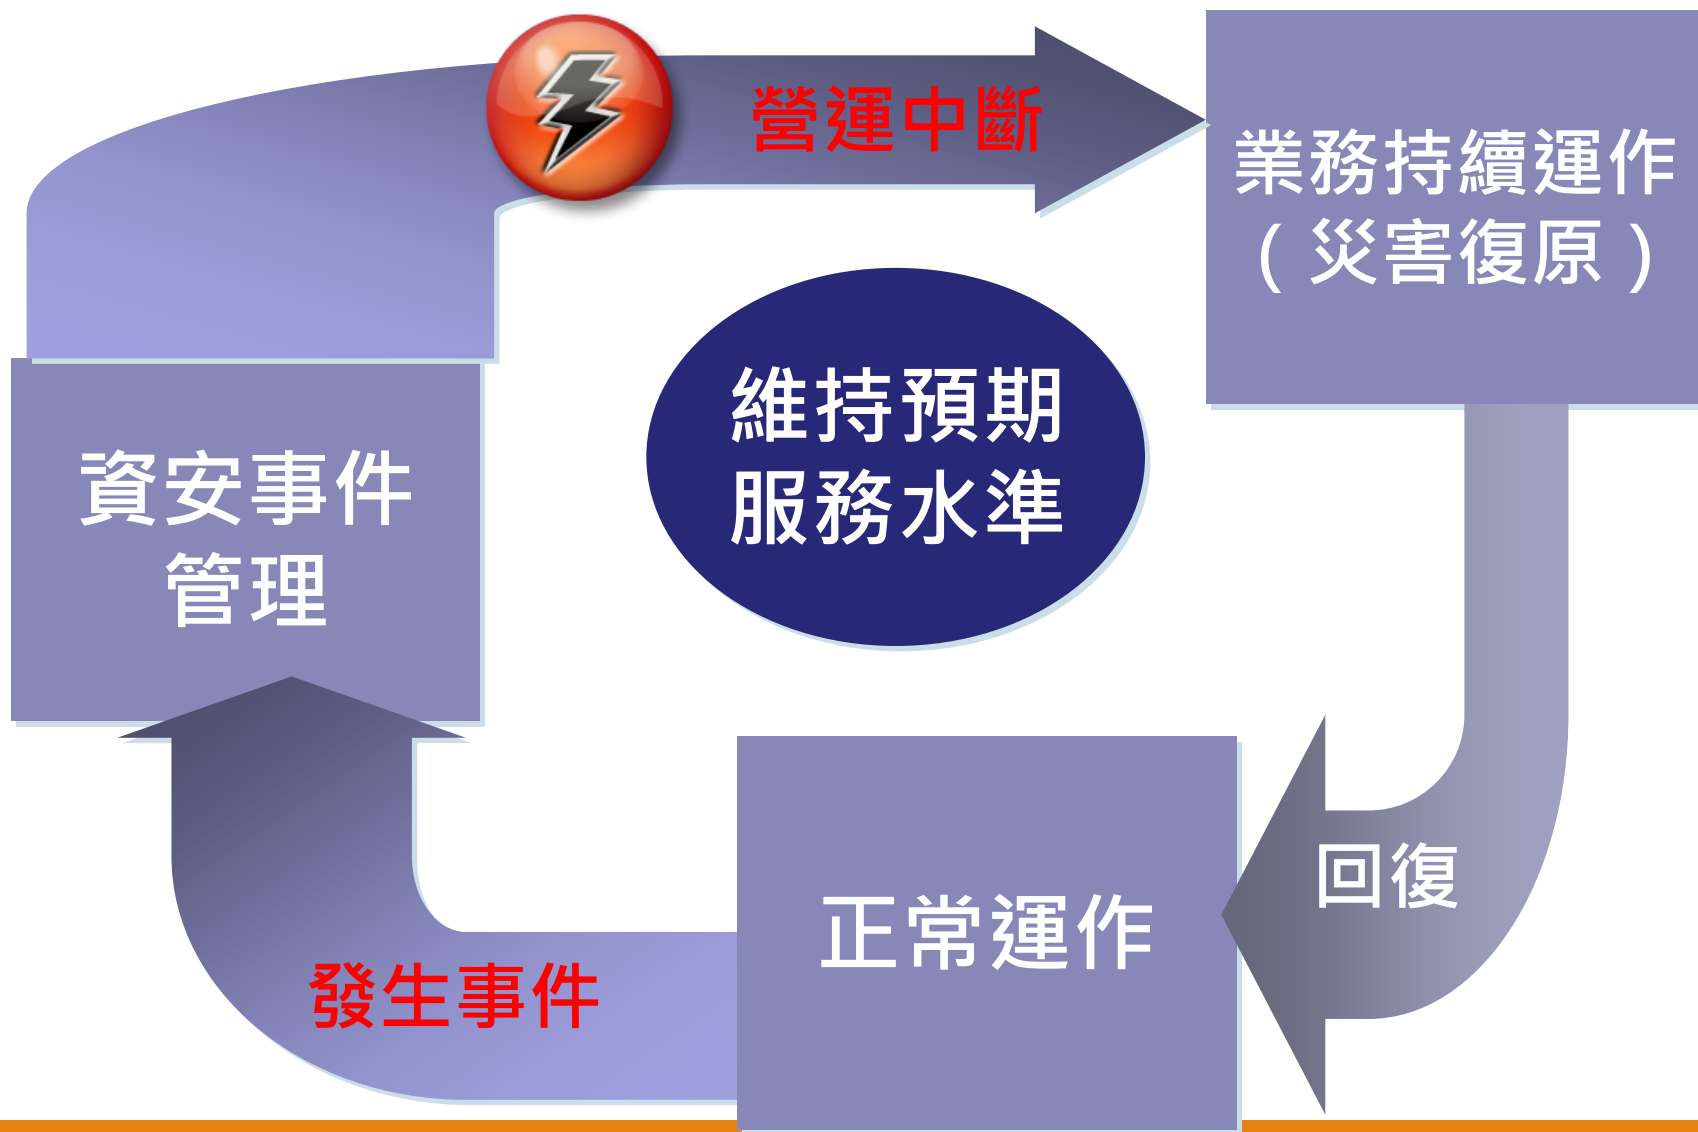 營運中斷
業務持續運作
(災害復原)
維持預期
服務水準
資安事件
管理
回復
正常運作
發生事件